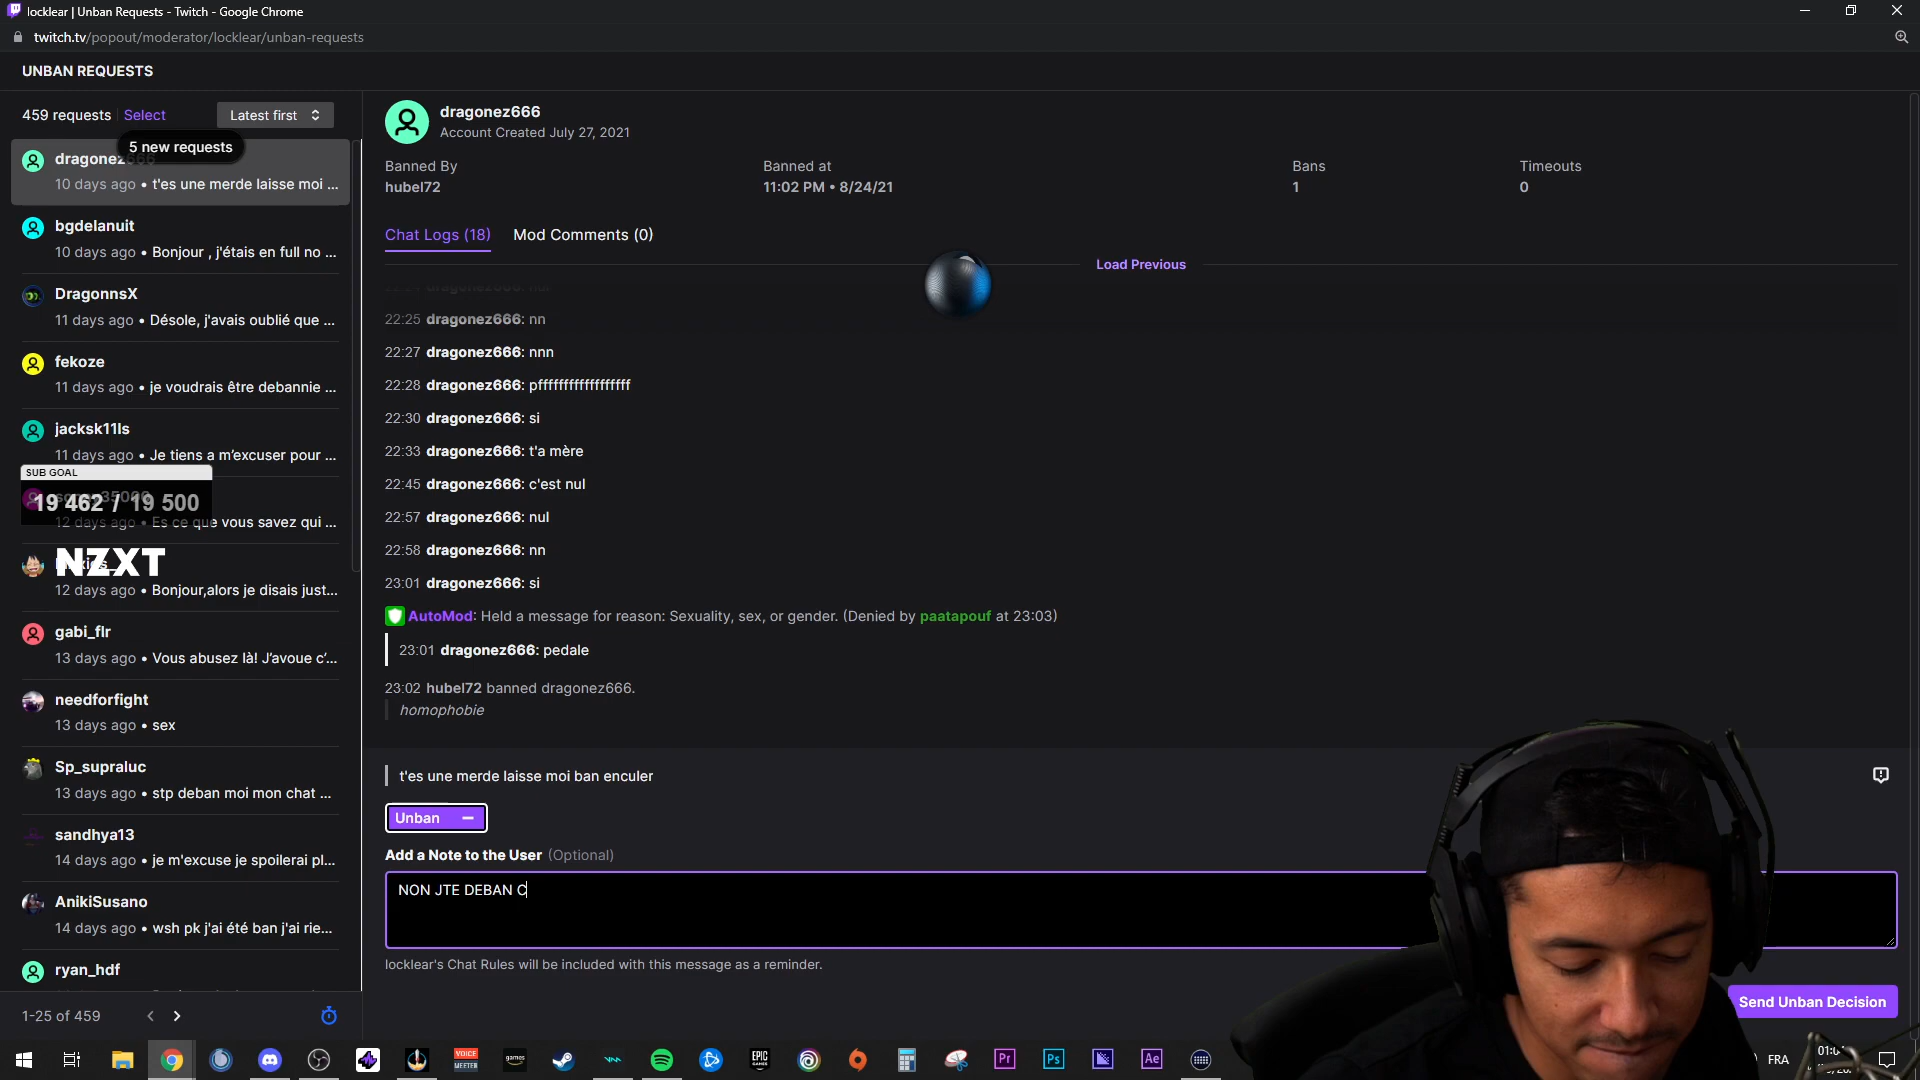 locklear | Unban Requests - Twitch - Google Chrome
twitch.tv/popout/moderator/locklear/unban-requests
UNBAN REQUESTS
459 requests Select Latest first
5 new requests
dragonez666
10 days ago • t'es une merde laisse moi ...
bgdelanuit
10 days ago • Bonjour , j'étais en full no ...
DragonnsX
11 days ago • Désole, j'avais oublié que ...
fekoze
11 days ago • je voudrais être debannie ...
jacksk11ls
11 days ago • Je tiens a m'excuser pour ...
SUB GOAL
19 462 / 19 500
12 days ago • Es ce que vous savez qui ...
NZXT
12 days ago • Bonjour,alors je disais just...
gabi_flr
13 days ago • Vous abusez là! J'avoue c'...
needforfight
13 days ago • sex
Sp_supraluc
13 days ago • stp deban moi mon chat ...
sandhya13
14 days ago • je m'excuse je spoilerai pl...
AnikiSusano
14 days ago • wsh pk j'ai été ban j'ai rie...
ryan_hdf
1-25 of 459
dragonez666
Account Created July 27, 2021
Banned By Banned at Bans Timeouts
hubel72 11:02 PM • 8/24/21 1 0
Chat Logs (18) Mod Comments (0)
Load Previous
22:25 dragonez666: nn
22:27 dragonez666: nnn
22:28 dragonez666: pffffffffffffffffff
22:30 dragonez666: si
22:33 dragonez666: t'a mère
22:45 dragonez666: c'est nul
22:57 dragonez666: nul
22:58 dragonez666: nn
23:01 dragonez666: si
AutoMod: Held a message for reason: Sexuality, sex, or gender. (Denied by paatapouf at 23:03)
23:01 dragonez666: pedale
23:02 hubel72 banned dragonez666.
homophobie
t'es une merde laisse moi ban enculer
Unban
Add a Note to the User (Optional)
NON JTE DEBAN C
locklear's Chat Rules will be included with this message as a reminder.
Send Unban Decision
VOICE
MEETER
games
EPIC
GAMES
Pr
Ps
Ae
FRA